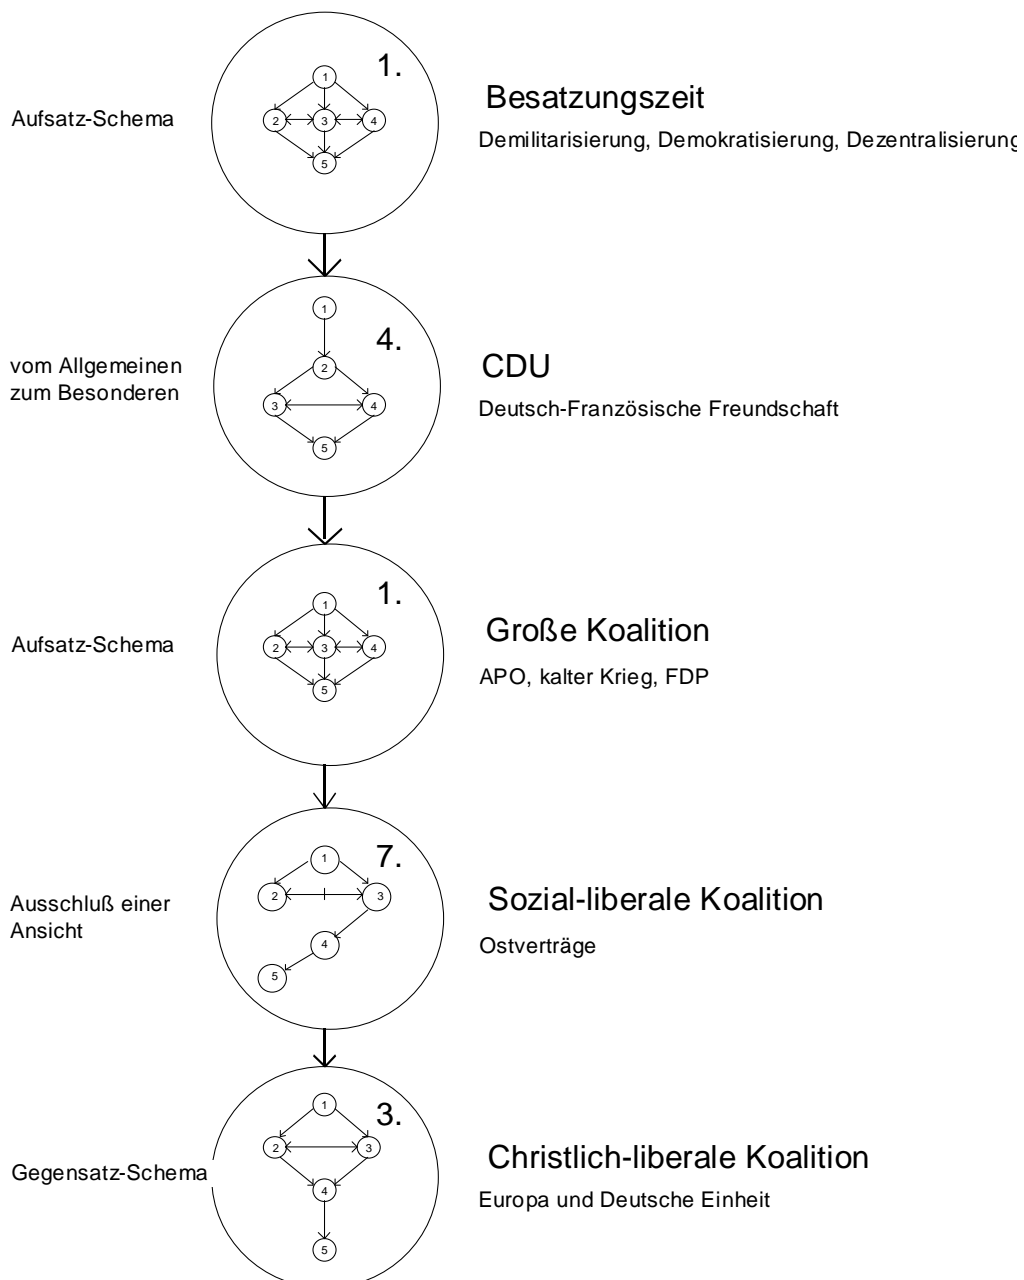 1.
1
Aufsatz-Schema
2 3 4
5
Besatzungszeit
Demilitarisierung, Demokratisierung, Dezentralisierung
1
4.
vom Allgemeinen
zum Besonderen
2
3 4
5
CDU
Deutsch-Französische Freundschaft
1.
1
Aufsatz-Schema
2 3 4
5
Große Koalition
APO, kalter Krieg, FDP
7.
1
Ausschluß einer
Ansicht
2 3
4
5
Sozial-liberale Koalition
Ostverträge
3.
1
Gegensatz-Schema
2 3
4
5
Christlich-liberale Koalition
Europa und Deutsche Einheit